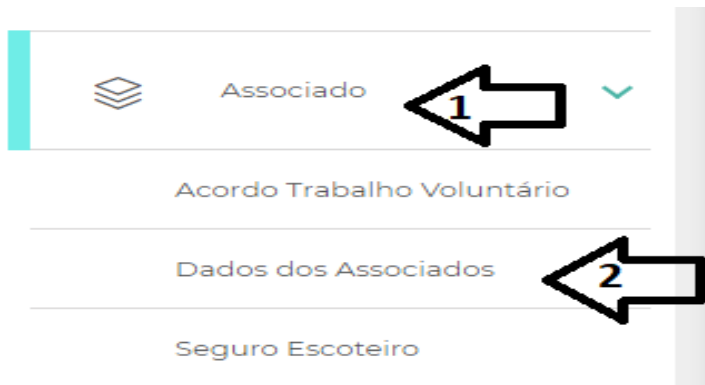 Associado
1
Acordo Trabalho Voluntário
Dados dos Associados
2
Seguro Escoteiro